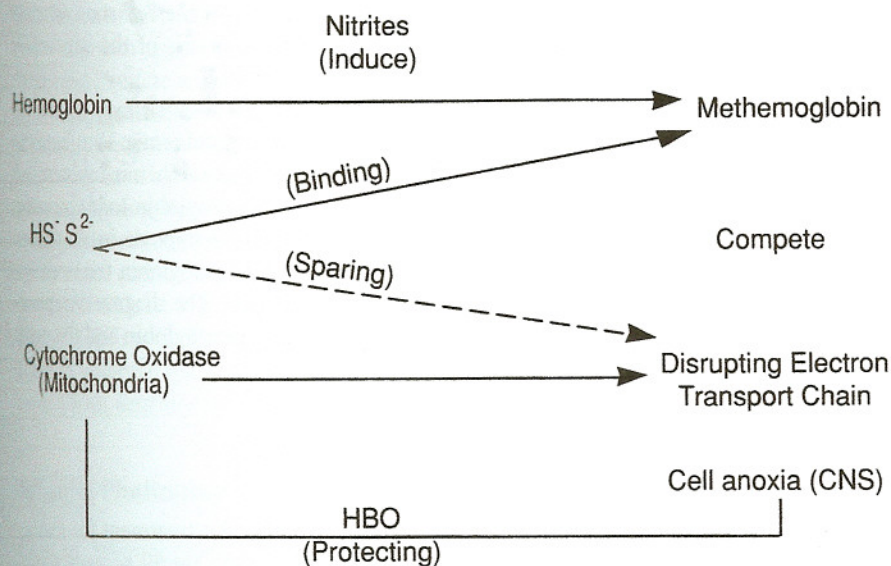 Nitrites
(Induce)
Hemoglobin
Methemoglobin
(Binding)
HS⁻ S²⁻
Compete
(Sparing)
Cytochrome Oxidase
(Mitochondria)
Disrupting Electron
Transport Chain
Cell anoxia (CNS)
HBO
(Protecting)